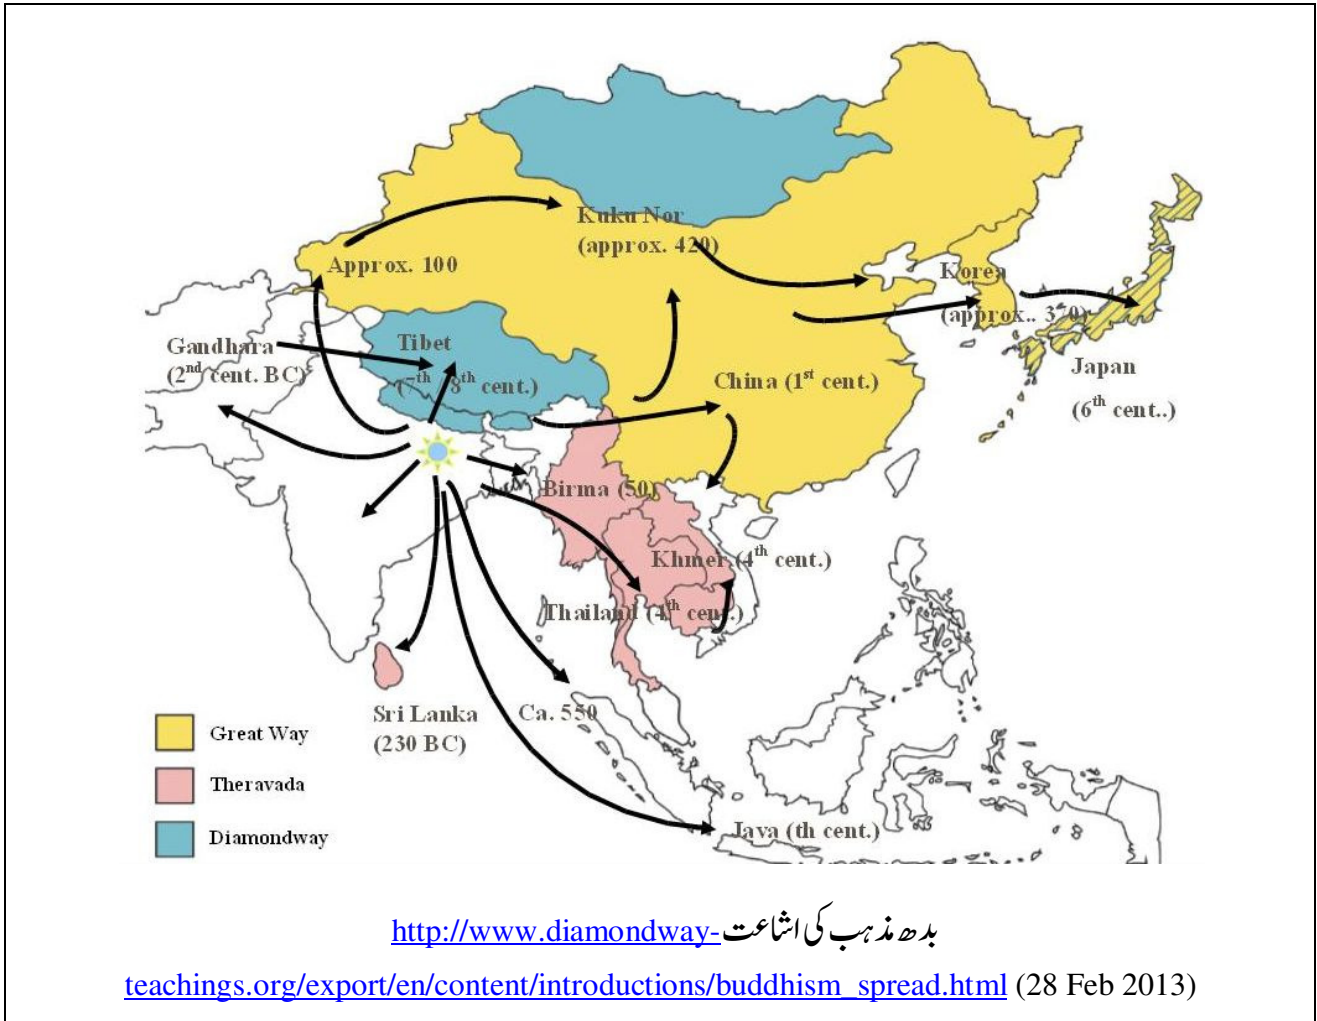 Kuku Nor
(approx. 420)
Approx. 100
Korea
(approx.. 370)
Gandhara
(2nd cent. BC)
Tibet
(7th 8th cent.)
China (1st cent.)
Japan
(6th cent..)
Birma (50)
Khmer (4th cent.)
Thailand (4th cent.)
Sri Lanka
(230 BC)
Ca. 550
Java (th cent.)
Great Way
Theravada
Diamondway
بدھ مذہب کی اشاعت http://www.diamondway-
teachings.org/export/en/content/introductions/buddhism_spread.html (28 Feb 2013)